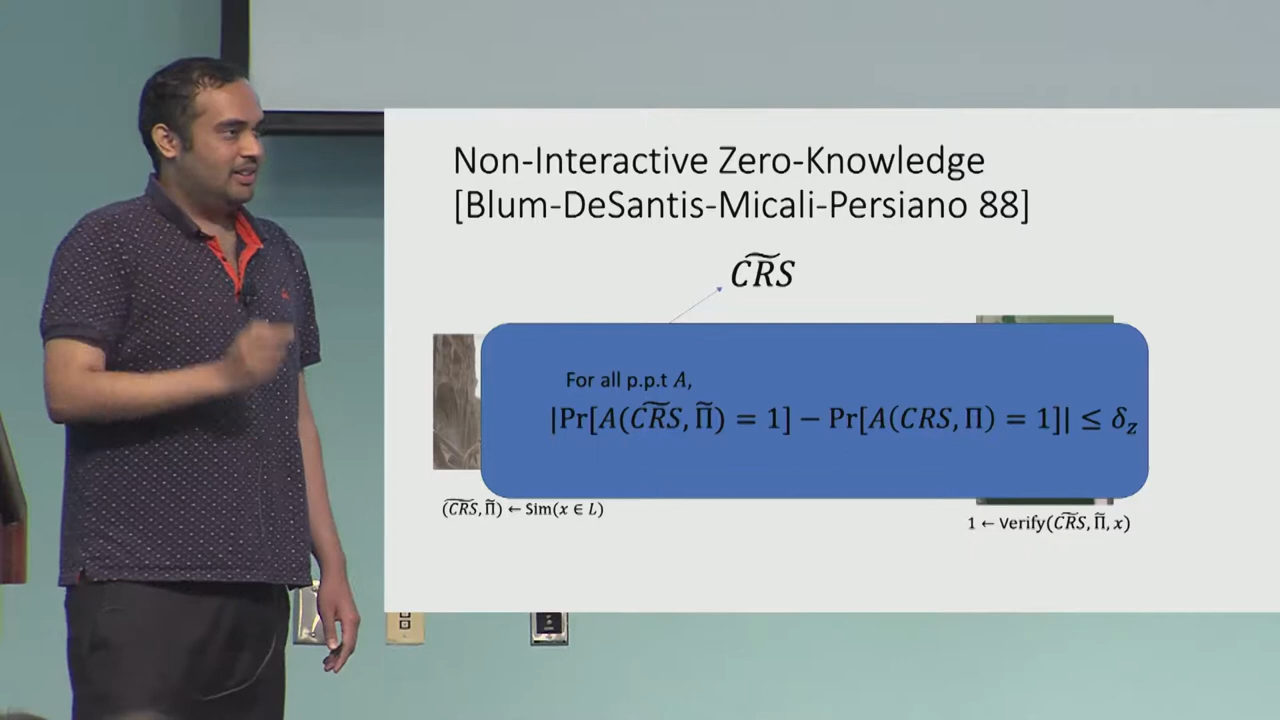 Non-Interactive Zero-Knowledge
[Blum-DeSantis-Micali-Persiano 88]
C͠RS
For all p.p.t A,
|Pr[A(C͠RS, Π̃) = 1] − Pr[A(CRS, Π) = 1]| ≤ δ_z
(C͠RS, Π̃) ← Sim(x ∈ L)
1 ← Verify(C͠RS, Π̃, x)